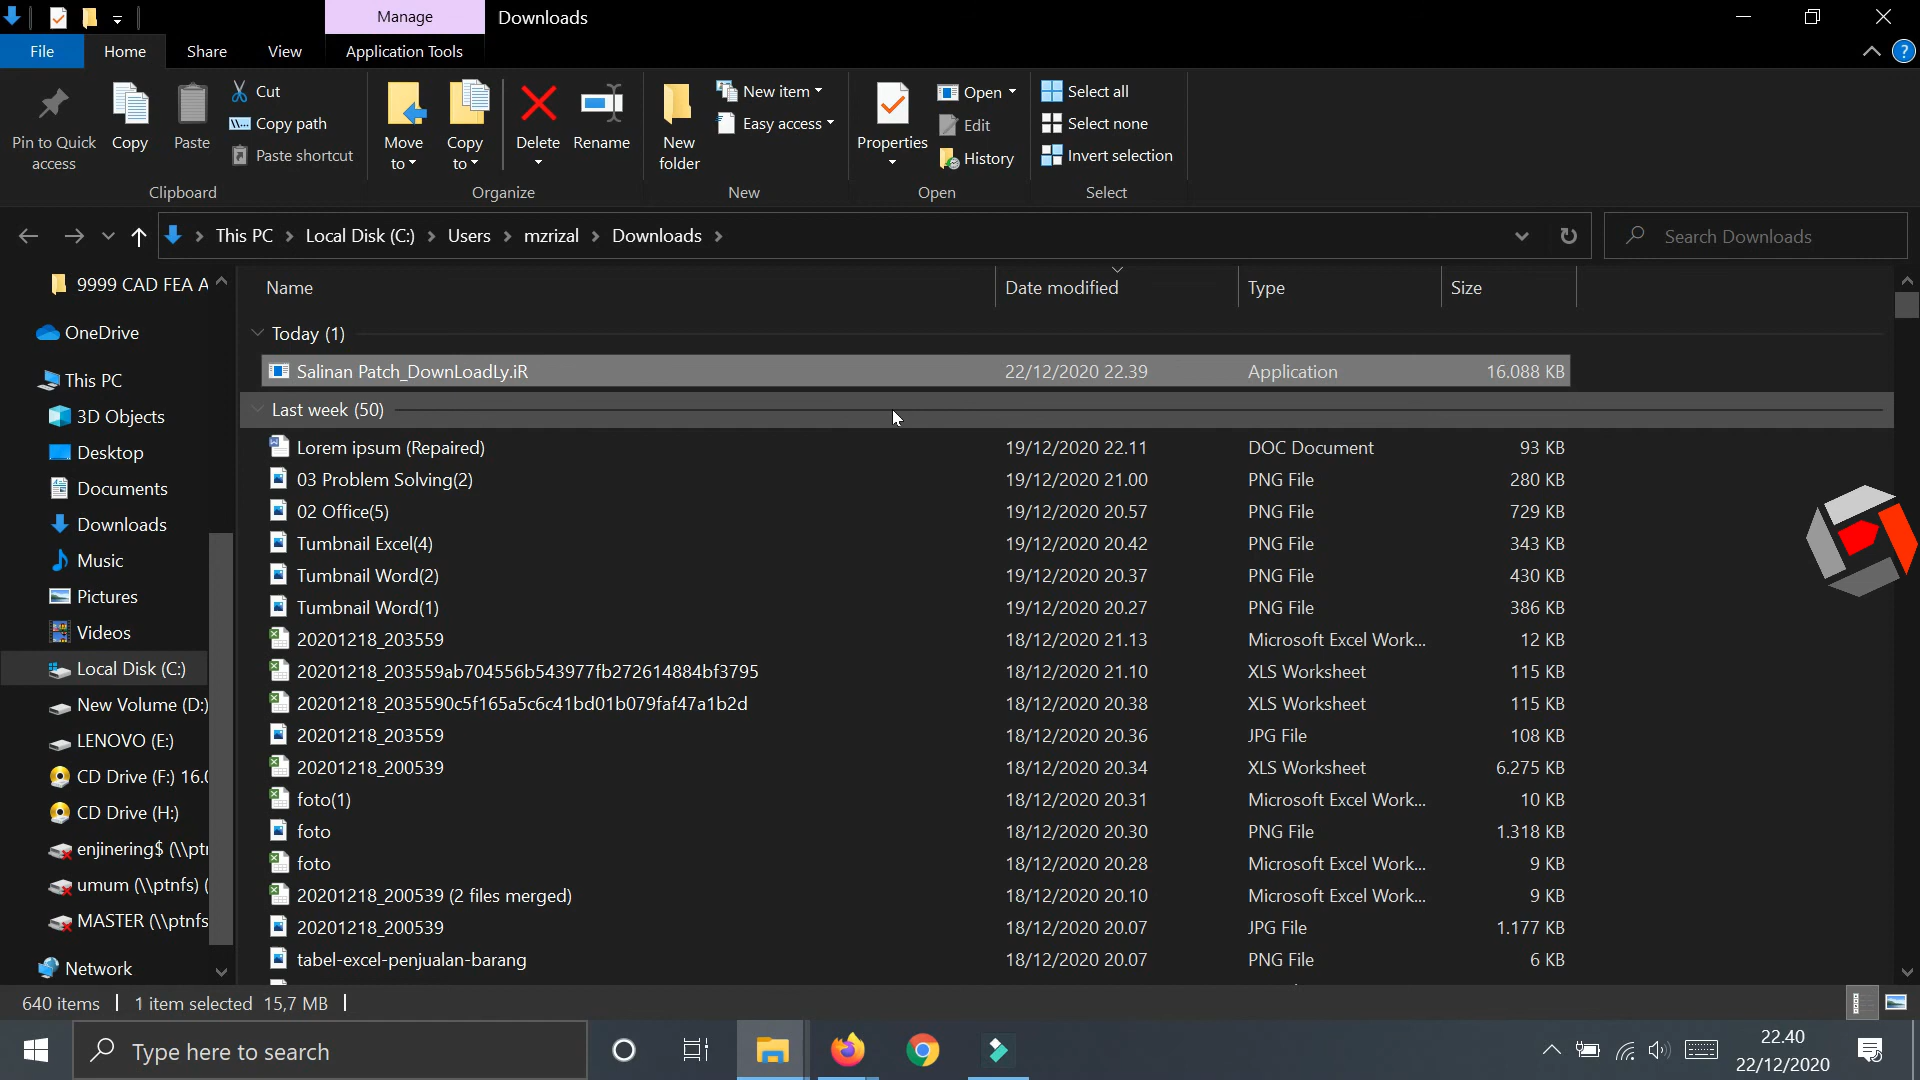 Manage Downloads
File Home Share View Application Tools
Pin to Quick access
Copy
Paste
Cut
Copy path
Paste shortcut
Move to
Copy to
Delete
Rename
New folder
New item
Easy access
Properties
Open
Edit
History
Select all
Select none
Invert selection
Clipboard Organize New Open Select
This PC Local Disk (C:) Users mzrizal Downloads Search Downloads
9999 CAD FEA A
OneDrive
This PC
3D Objects
Desktop
Documents
Downloads
Music
Pictures
Videos
Local Disk (C:)
New Volume (D:)
LENOVO (E:)
CD Drive (F:) 16.0
CD Drive (H:)
enjinering$ (\\ptn
umum (\\ptnfs) (
MASTER (\\ptnfs
Network
Name Date modified Type Size
Today (1)
Salinan Patch_DownLoadLy.iR 22/12/2020 22.39 Application 16.088 KB
Last week (50)
Lorem ipsum (Repaired) 19/12/2020 22.11 DOC Document 93 KB
03 Problem Solving(2) 19/12/2020 21.00 PNG File 280 KB
02 Office(5) 19/12/2020 20.57 PNG File 729 KB
Tumbnail Excel(4) 19/12/2020 20.42 PNG File 343 KB
Tumbnail Word(2) 19/12/2020 20.37 PNG File 430 KB
Tumbnail Word(1) 19/12/2020 20.27 PNG File 386 KB
20201218_203559 18/12/2020 21.13 Microsoft Excel Work... 12 KB
20201218_203559ab704556b543977fb272614884bf3795 18/12/2020 21.10 XLS Worksheet 115 KB
20201218_2035590c5f165a5c6c41bd01b079faf47a1b2d 18/12/2020 20.38 XLS Worksheet 115 KB
20201218_203559 18/12/2020 20.36 JPG File 108 KB
20201218_200539 18/12/2020 20.34 XLS Worksheet 6.275 KB
foto(1) 18/12/2020 20.31 Microsoft Excel Work... 10 KB
foto 18/12/2020 20.30 PNG File 1.318 KB
foto 18/12/2020 20.28 Microsoft Excel Work... 9 KB
20201218_200539 (2 files merged) 18/12/2020 20.10 Microsoft Excel Work... 9 KB
20201218_200539 18/12/2020 20.07 JPG File 1.177 KB
tabel-excel-penjualan-barang 18/12/2020 20.07 PNG File 6 KB
640 items 1 item selected 15,7 MB
Type here to search
22.40
22/12/2020